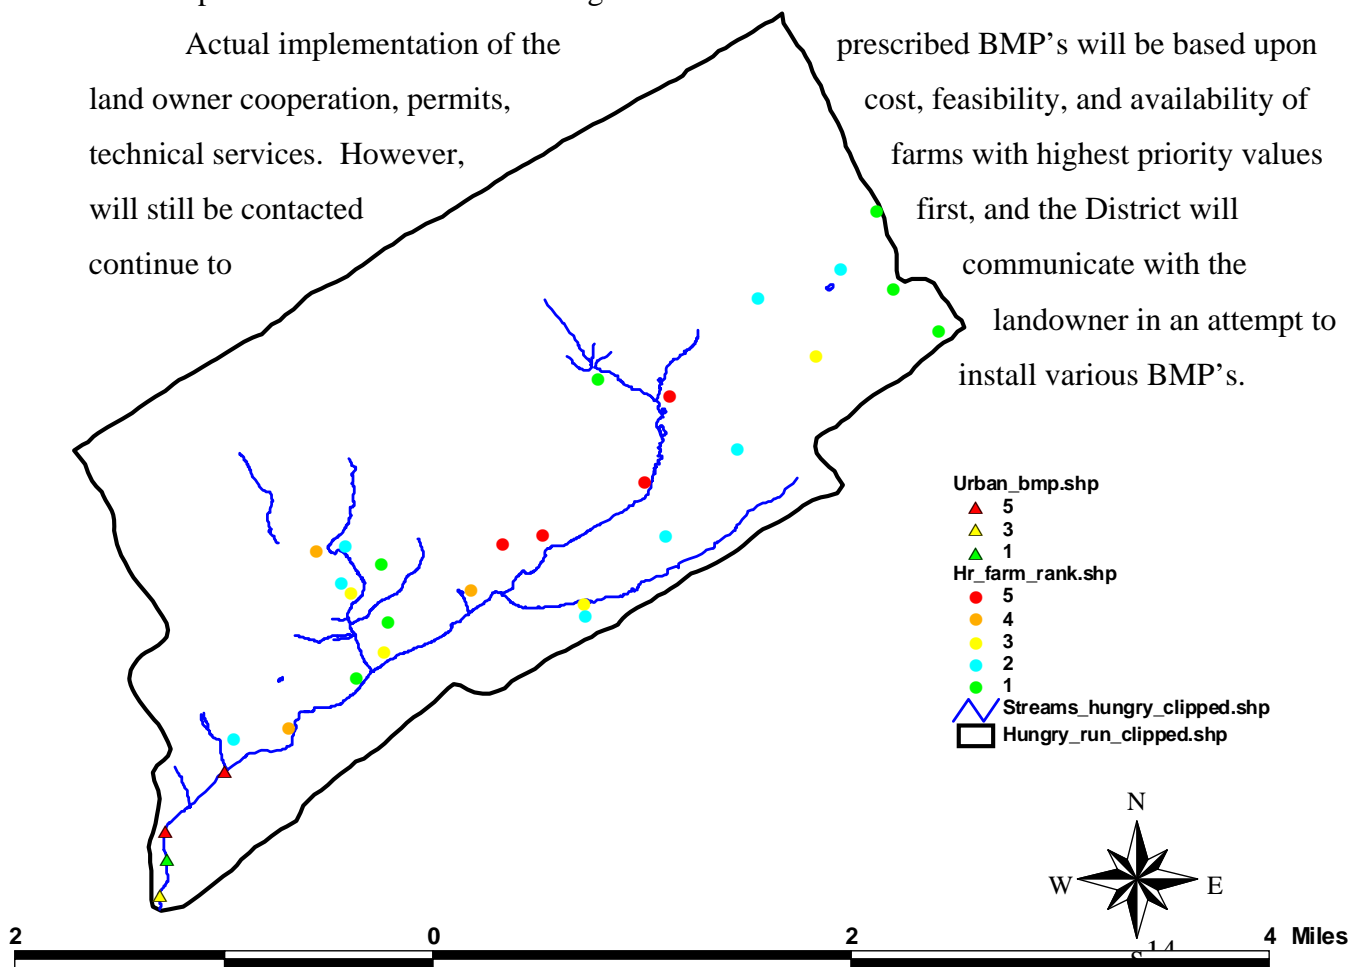 Actual implementation of the prescribed BMP's will be based upon
land owner cooperation, permits, cost, feasibility, and availability of
technical services. However, farms with highest priority values
will still be contacted first, and the District will
continue to communicate with the
landowner in an attempt to
install various BMP's.
Urban_bmp.shp
5
3
1
Hr_farm_rank.shp
5
4
3
2
1
Streams_hungry_clipped.shp
Hungry_run_clipped.shp
N
W E
S
14
2 0 2 4 Miles